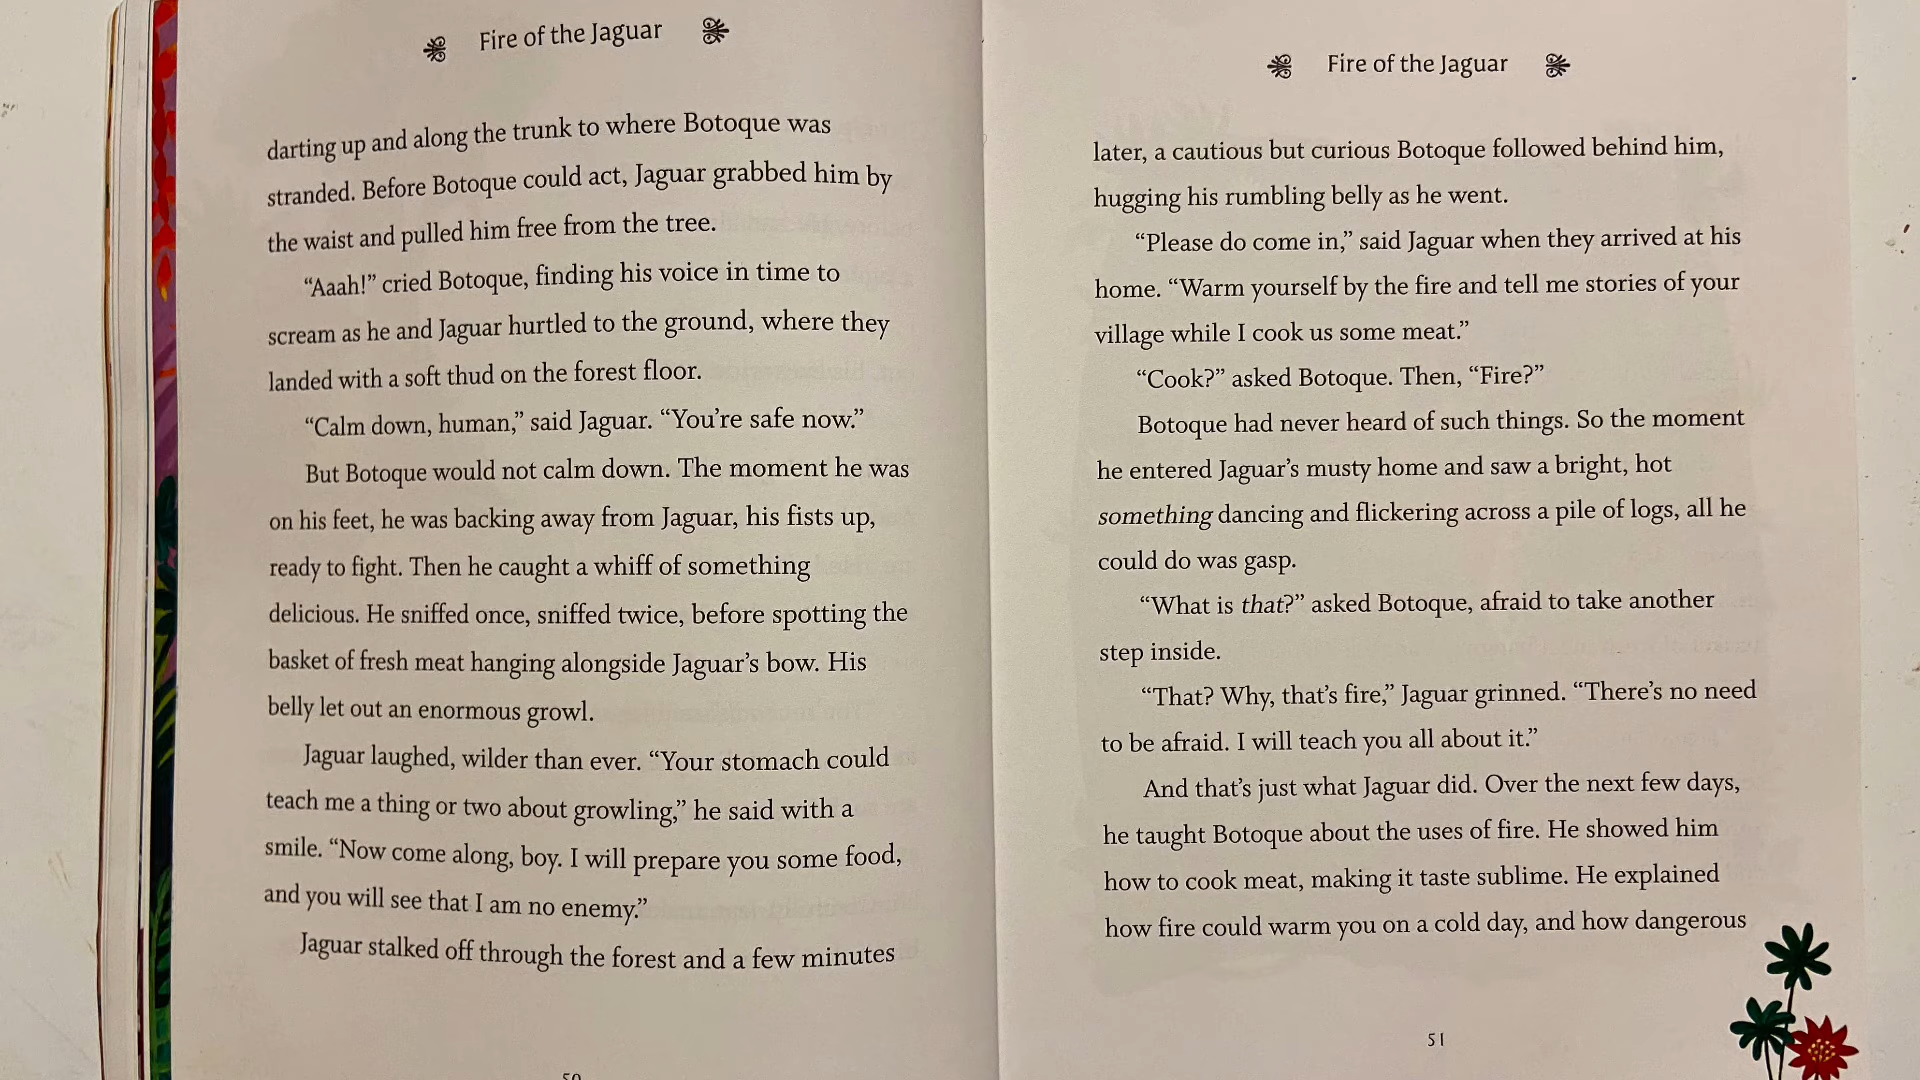 Fire of the Jaguar
darting up and along the trunk to where Botoque was
stranded. Before Botoque could act, Jaguar grabbed him by
the waist and pulled him free from the tree.
“Aaah!” cried Botoque, finding his voice in time to
scream as he and Jaguar hurtled to the ground, where they
landed with a soft thud on the forest floor.
“Calm down, human,” said Jaguar. “You’re safe now.”
But Botoque would not calm down. The moment he was
on his feet, he was backing away from Jaguar, his fists up,
ready to fight. Then he caught a whiff of something
delicious. He sniffed once, sniffed twice, before spotting the
basket of fresh meat hanging alongside Jaguar’s bow. His
belly let out an enormous growl.
Jaguar laughed, wilder than ever. “Your stomach could
teach me a thing or two about growling,” he said with a
smile. “Now come along, boy. I will prepare you some food,
and you will see that I am no enemy.”
Jaguar stalked off through the forest and a few minutes
50
Fire of the Jaguar
later, a cautious but curious Botoque followed behind him,
hugging his rumbling belly as he went.
“Please do come in,” said Jaguar when they arrived at his
home. “Warm yourself by the fire and tell me stories of your
village while I cook us some meat.”
“Cook?” asked Botoque. Then, “Fire?”
Botoque had never heard of such things. So the moment
he entered Jaguar’s musty home and saw a bright, hot
something dancing and flickering across a pile of logs, all he
could do was gasp.
“What is that?” asked Botoque, afraid to take another
step inside.
“That? Why, that’s fire,” Jaguar grinned. “There’s no need
to be afraid. I will teach you all about it.”
And that’s just what Jaguar did. Over the next few days,
he taught Botoque about the uses of fire. He showed him
how to cook meat, making it taste sublime. He explained
how fire could warm you on a cold day, and how dangerous
51